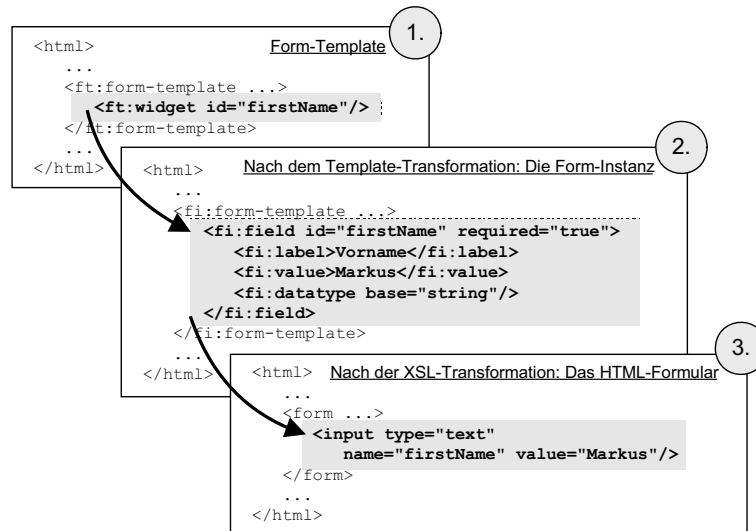 1.
Form-Template
<html>
...
<ft:form-template ...>
<ft:widget id="firstName"/>
</ft:form-template>
...
</html>
2.
Nach dem Template-Transformation: Die Form-Instanz
<html>
...
<fi:form-template ...>
<fi:field id="firstName" required="true">
<fi:label>Vorname</fi:label>
<fi:value>Markus</fi:value>
<fi:datatype base="string"/>
</fi:field>
</fi:form-template>
...
</html>
3.
Nach der XSL-Transformation: Das HTML-Formular
<html>
...
<form ...>
<input type="text"
name="firstName" value="Markus"/>
</form>
...
</html>